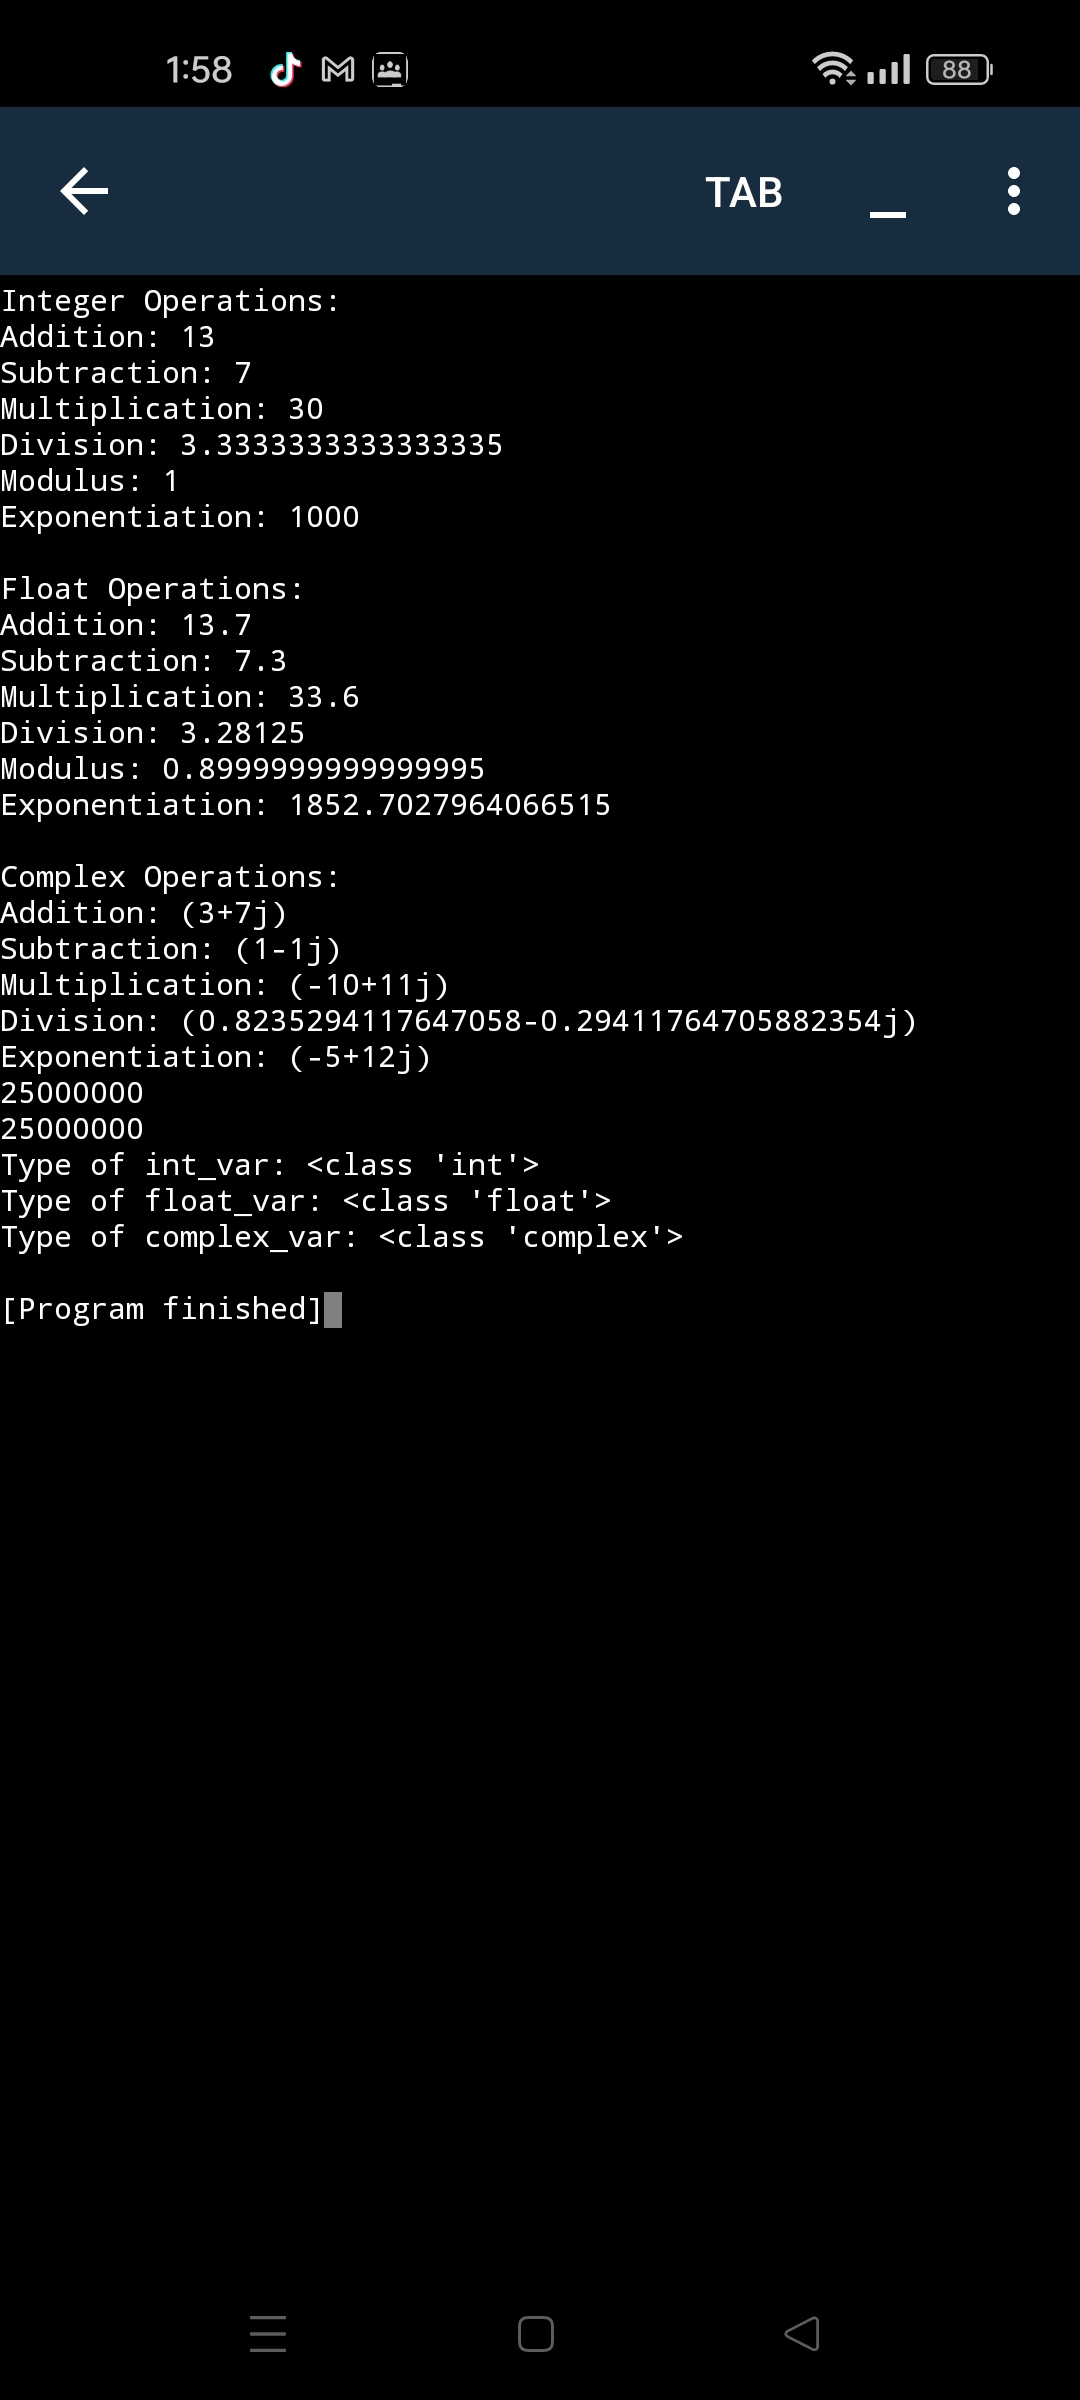 1:58
88
TAB
Integer Operations:
Addition: 13
Subtraction: 7
Multiplication: 30
Division: 3.3333333333333335
Modulus: 1
Exponentiation: 1000
Float Operations:
Addition: 13.7
Subtraction: 7.3
Multiplication: 33.6
Division: 3.28125
Modulus: 0.8999999999999995
Exponentiation: 1852.7027964066515
Complex Operations:
Addition: (3+7j)
Subtraction: (1-1j)
Multiplication: (-10+11j)
Division: (0.8235294117647058-0.29411764705882354j)
Exponentiation: (-5+12j)
25000000
25000000
Type of int_var: <class 'int'>
Type of float_var: <class 'float'>
Type of complex_var: <class 'complex'>
[Program finished]